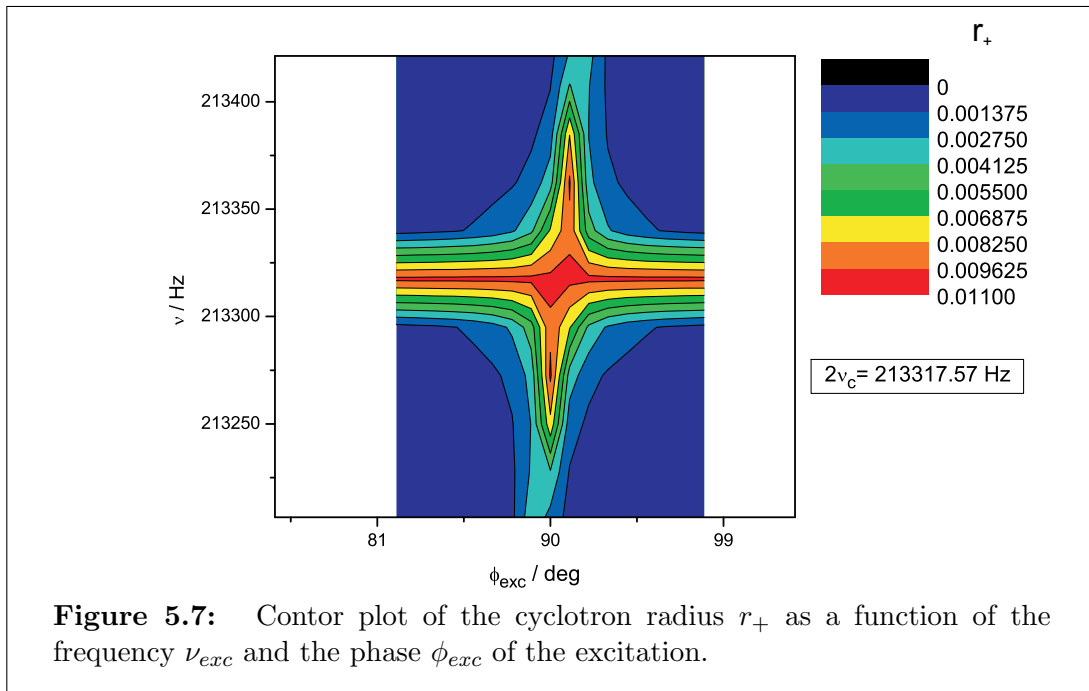 r+
0
0.001375
0.002750
0.004125
0.005500
0.006875
0.008250
0.009625
0.01100
213400
213350
213300
213250
ν / Hz
2νc= 213317.57 Hz
81
90
99
ϕexc / deg
Figure 5.7: Contor plot of the cyclotron radius r+ as a function of the
frequency νexc and the phase ϕexc of the excitation.